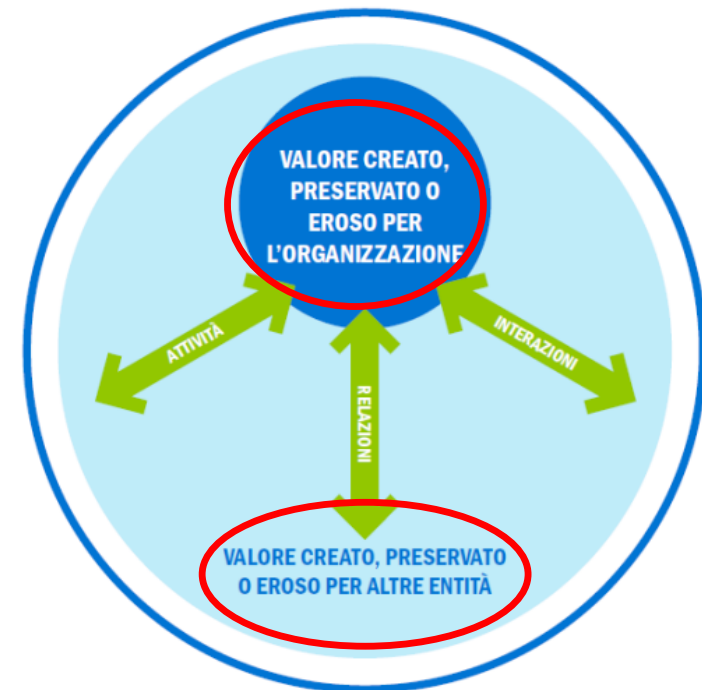 VALORE CREATO,
PRESERVATO O
EROSO PER
L'ORGANIZZAZIONE
ATTIVITÀ
RELAZIONI
INTERAZIONI
VALORE CREATO, PRESERVATO
O EROSO PER ALTRE ENTITÀ